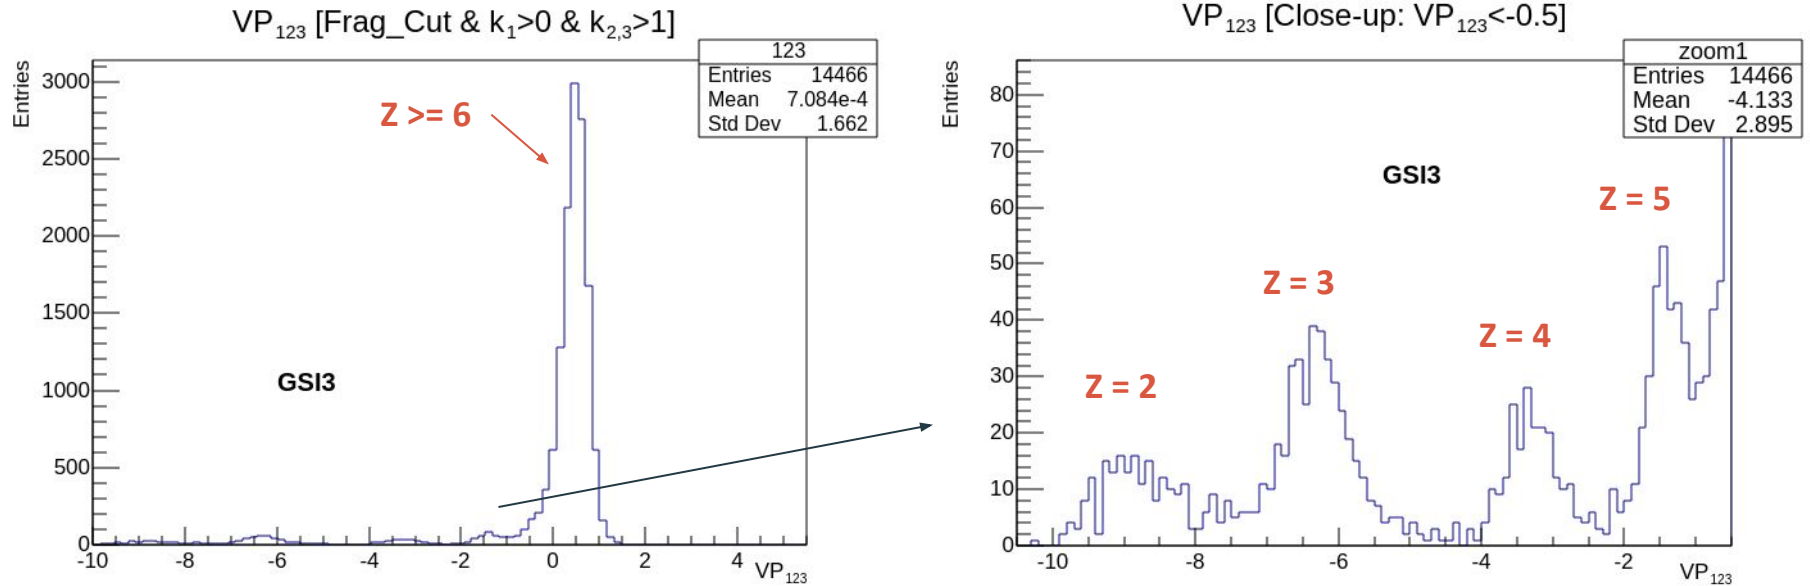 VP123 [Frag_Cut & k1>0 & k2,3>1]
123
Entries 14466
Mean 7.084e-4
Std Dev 1.662
Entries
3000
2500
2000
1500
1000
500
0
Z >= 6
GSI3
-10 -8 -6 -4 -2 0 2 4
VP123
VP123 [Close-up: VP123<-0.5]
zoom1
Entries 14466
Mean -4.133
Std Dev 2.895
Entries
80
70
60
50
40
30
20
10
0
GSI3
Z = 5
Z = 3
Z = 4
Z = 2
-10 -8 -6 -4 -2
VP123